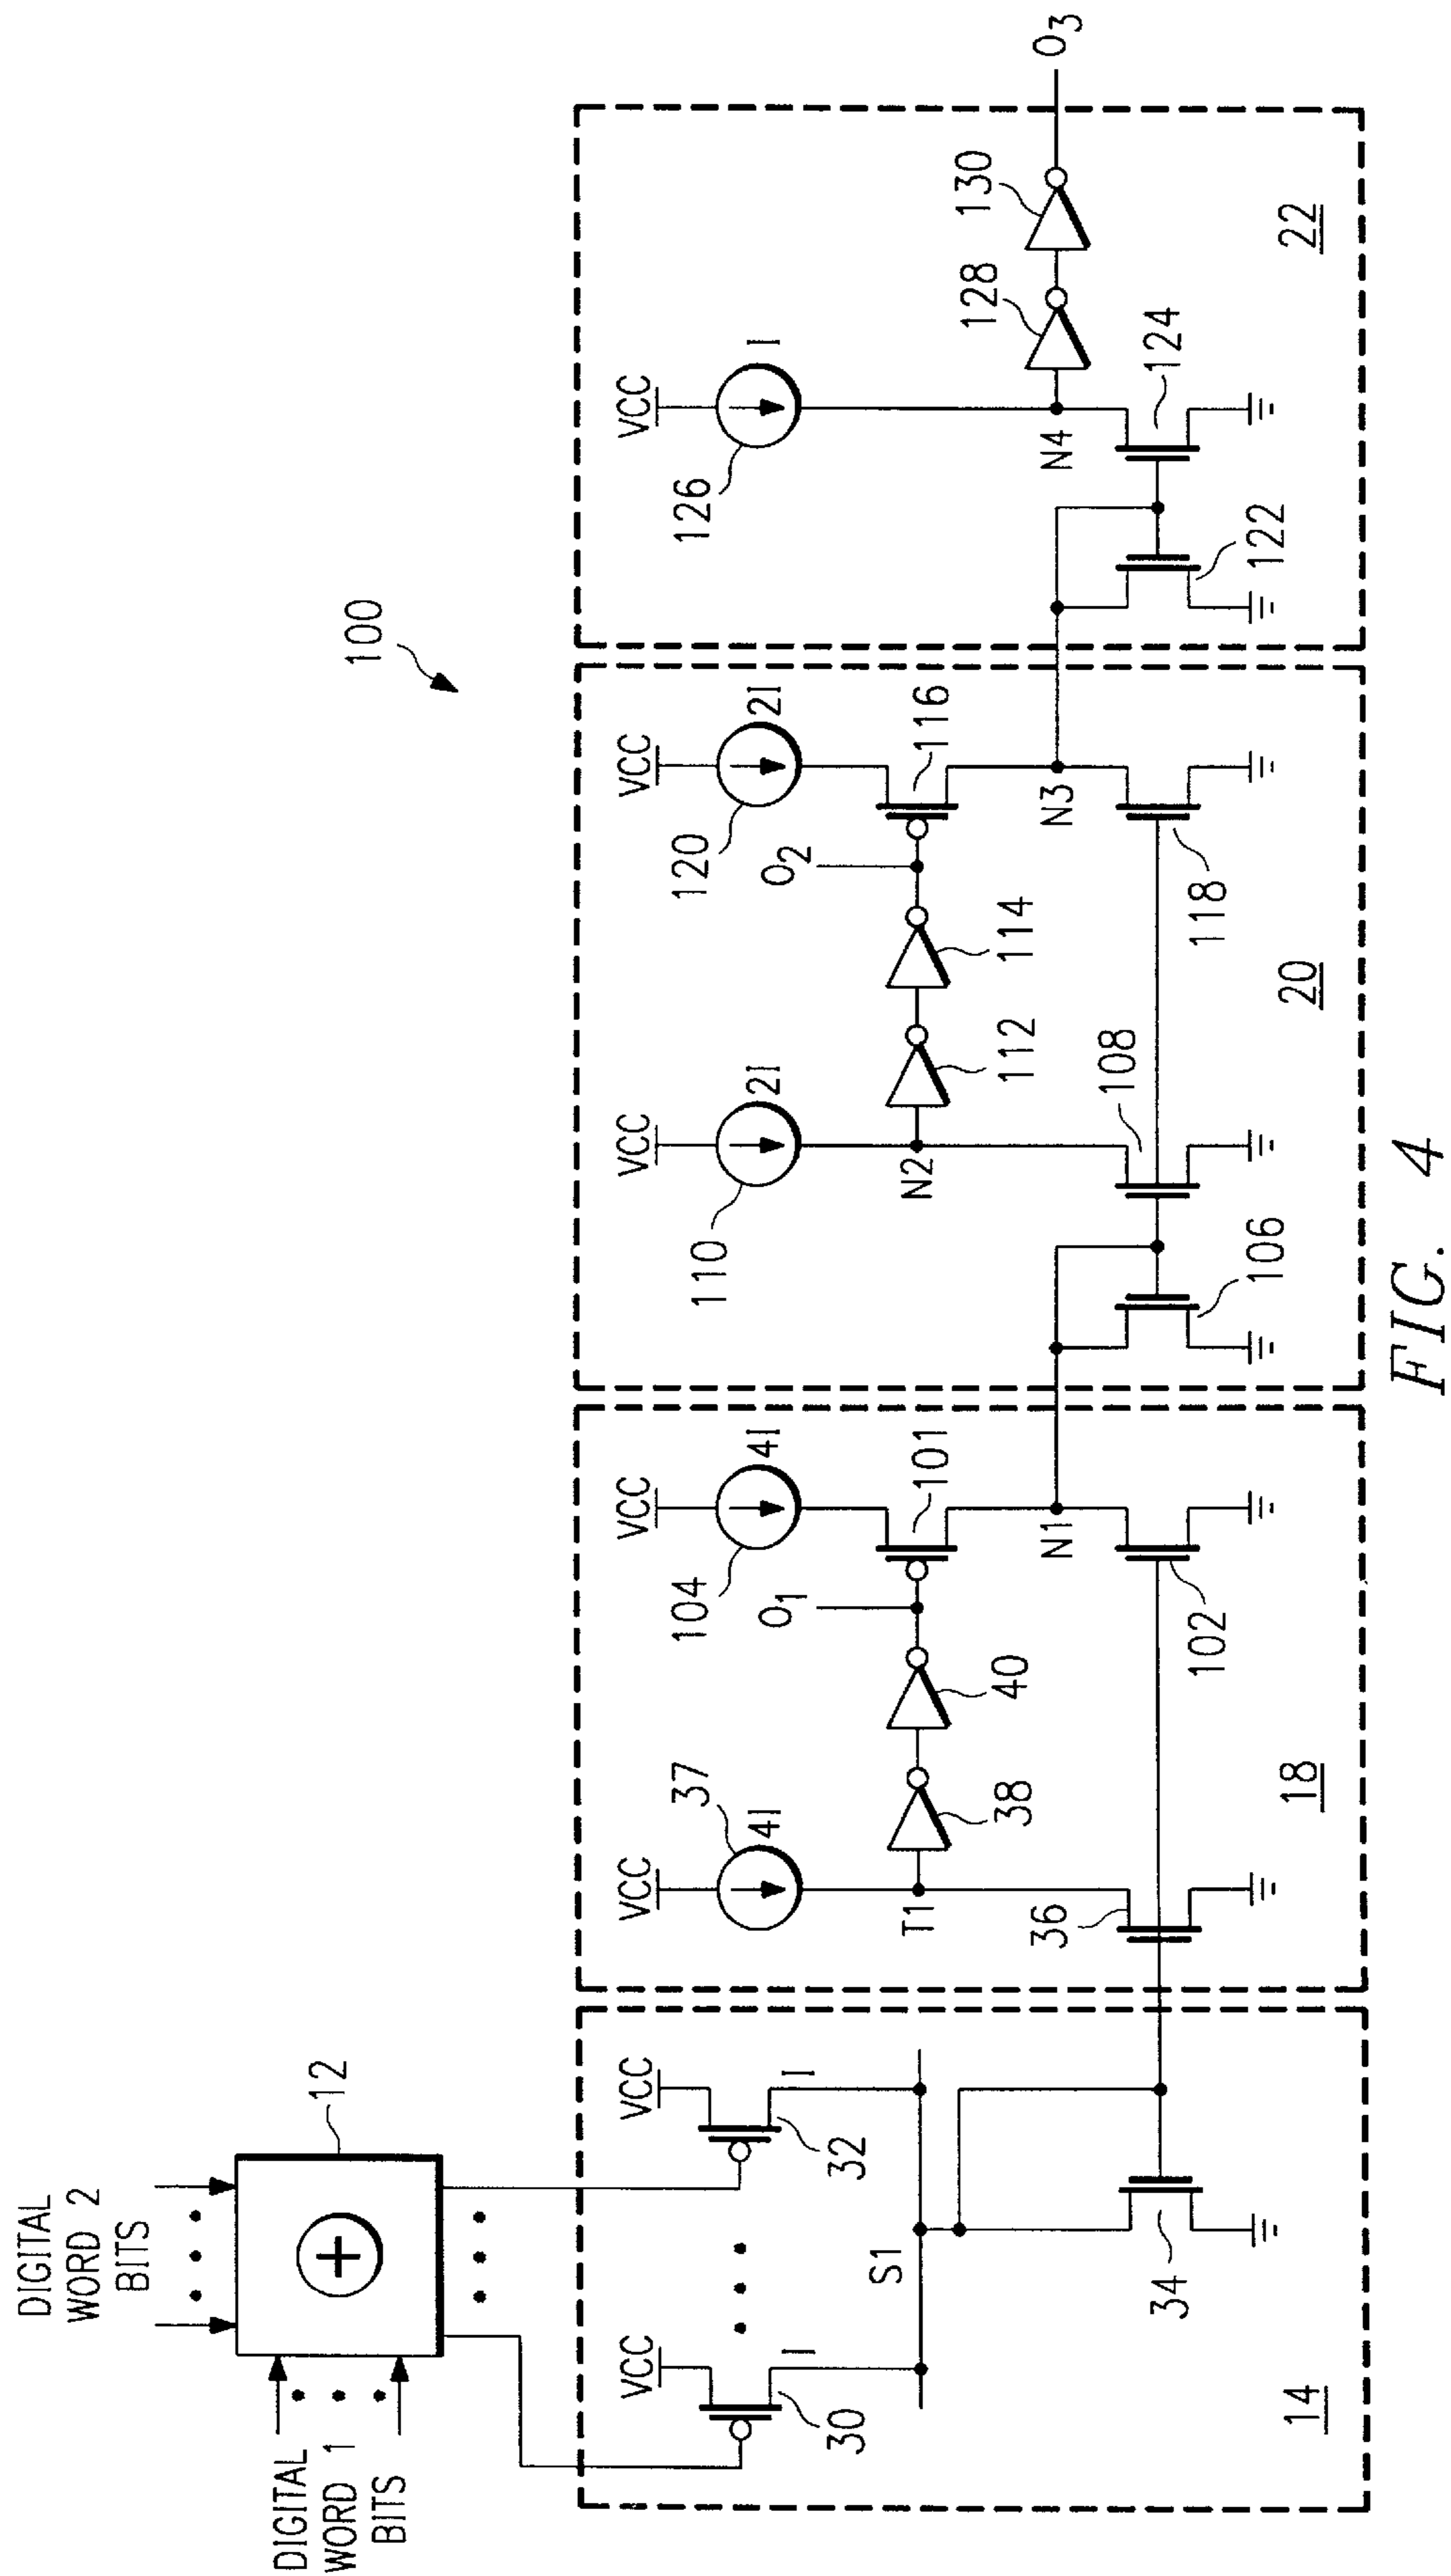 DIGITAL
WORD 2
BITS
DIGITAL
WORD 1
BITS
12
100
VCC
VCC
30
I
32
I
S1
34
14
VCC
37
4I
T1
38
40
O1
36
VCC
104
4I
101
N1
102
18
VCC
110
2I
N2
112
114
O2
106
108
VCC
120
2I
116
N3
118
20
VCC
126
I
N4
128
130
O3
122
124
22
FIG. 4